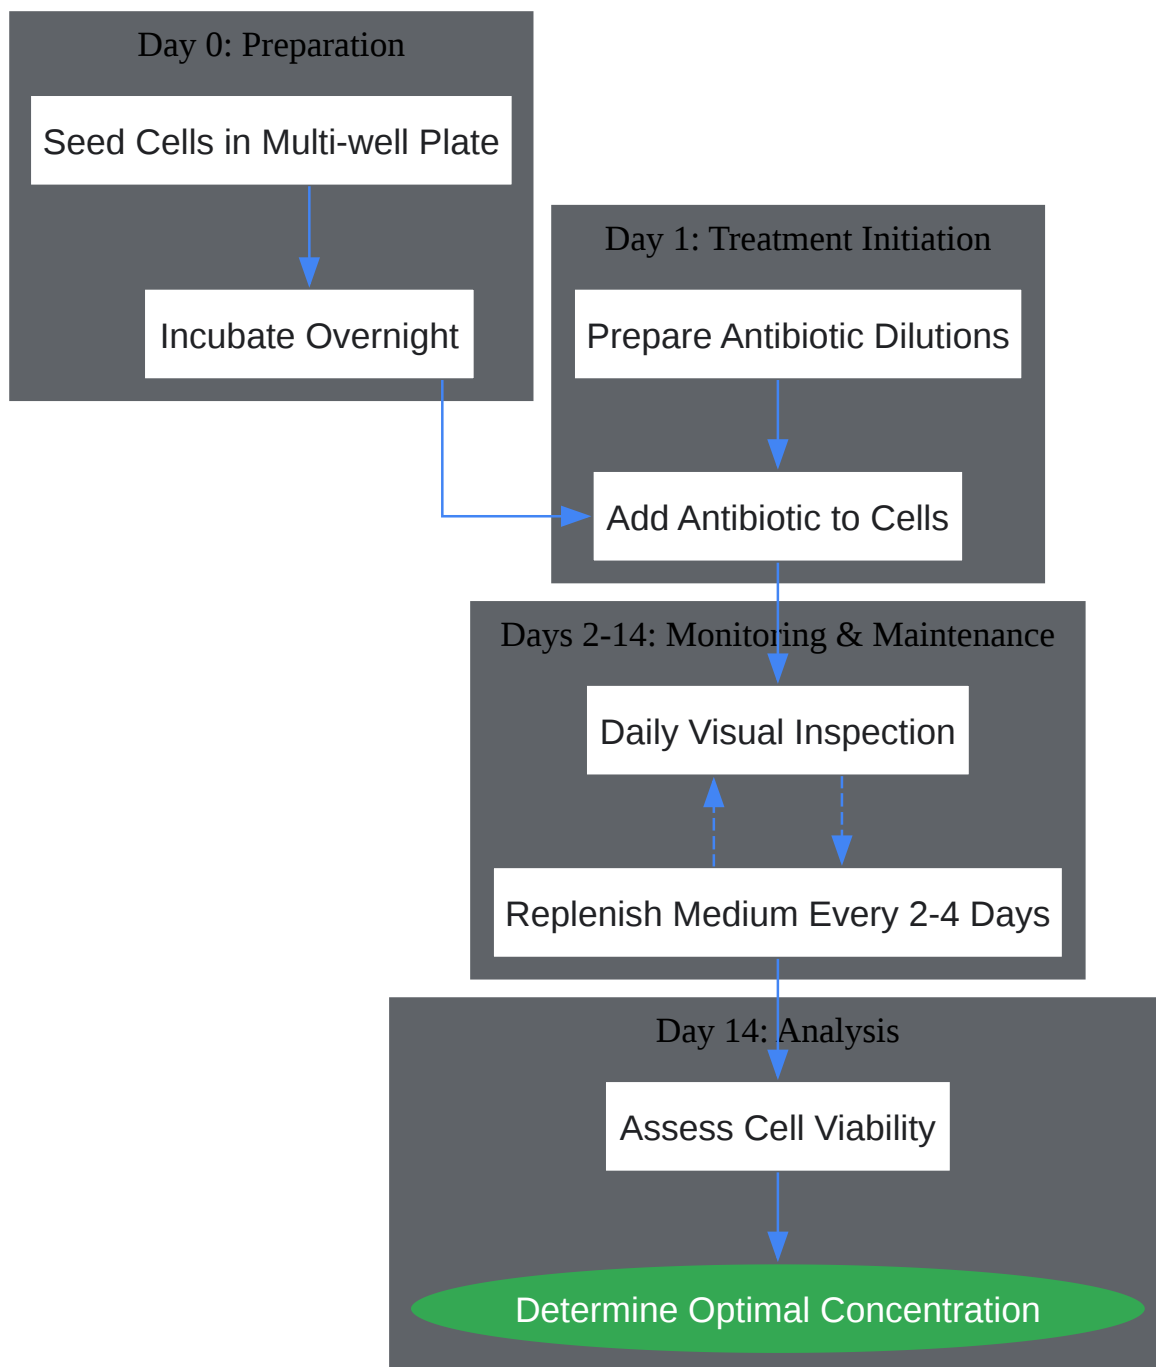 Day 0: Preparation
Seed Cells in Multi-well Plate
Incubate Overnight
Day 1: Treatment Initiation
Prepare Antibiotic Dilutions
Add Antibiotic to Cells
Days 2-14: Monitoring & Maintenance
Daily Visual Inspection
Replenish Medium Every 2-4 Days
Day 14: Analysis
Assess Cell Viability
Determine Optimal Concentration